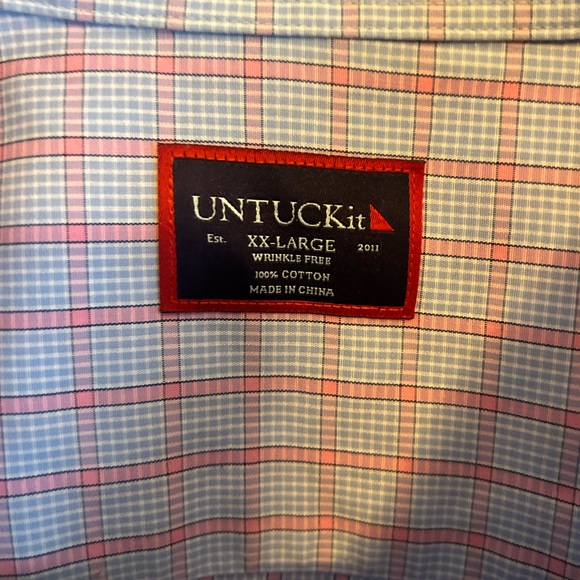 UNTUCKit
Est. XX-LARGE 2011
WRINKLE FREE
100% COTTON
MADE IN CHINA